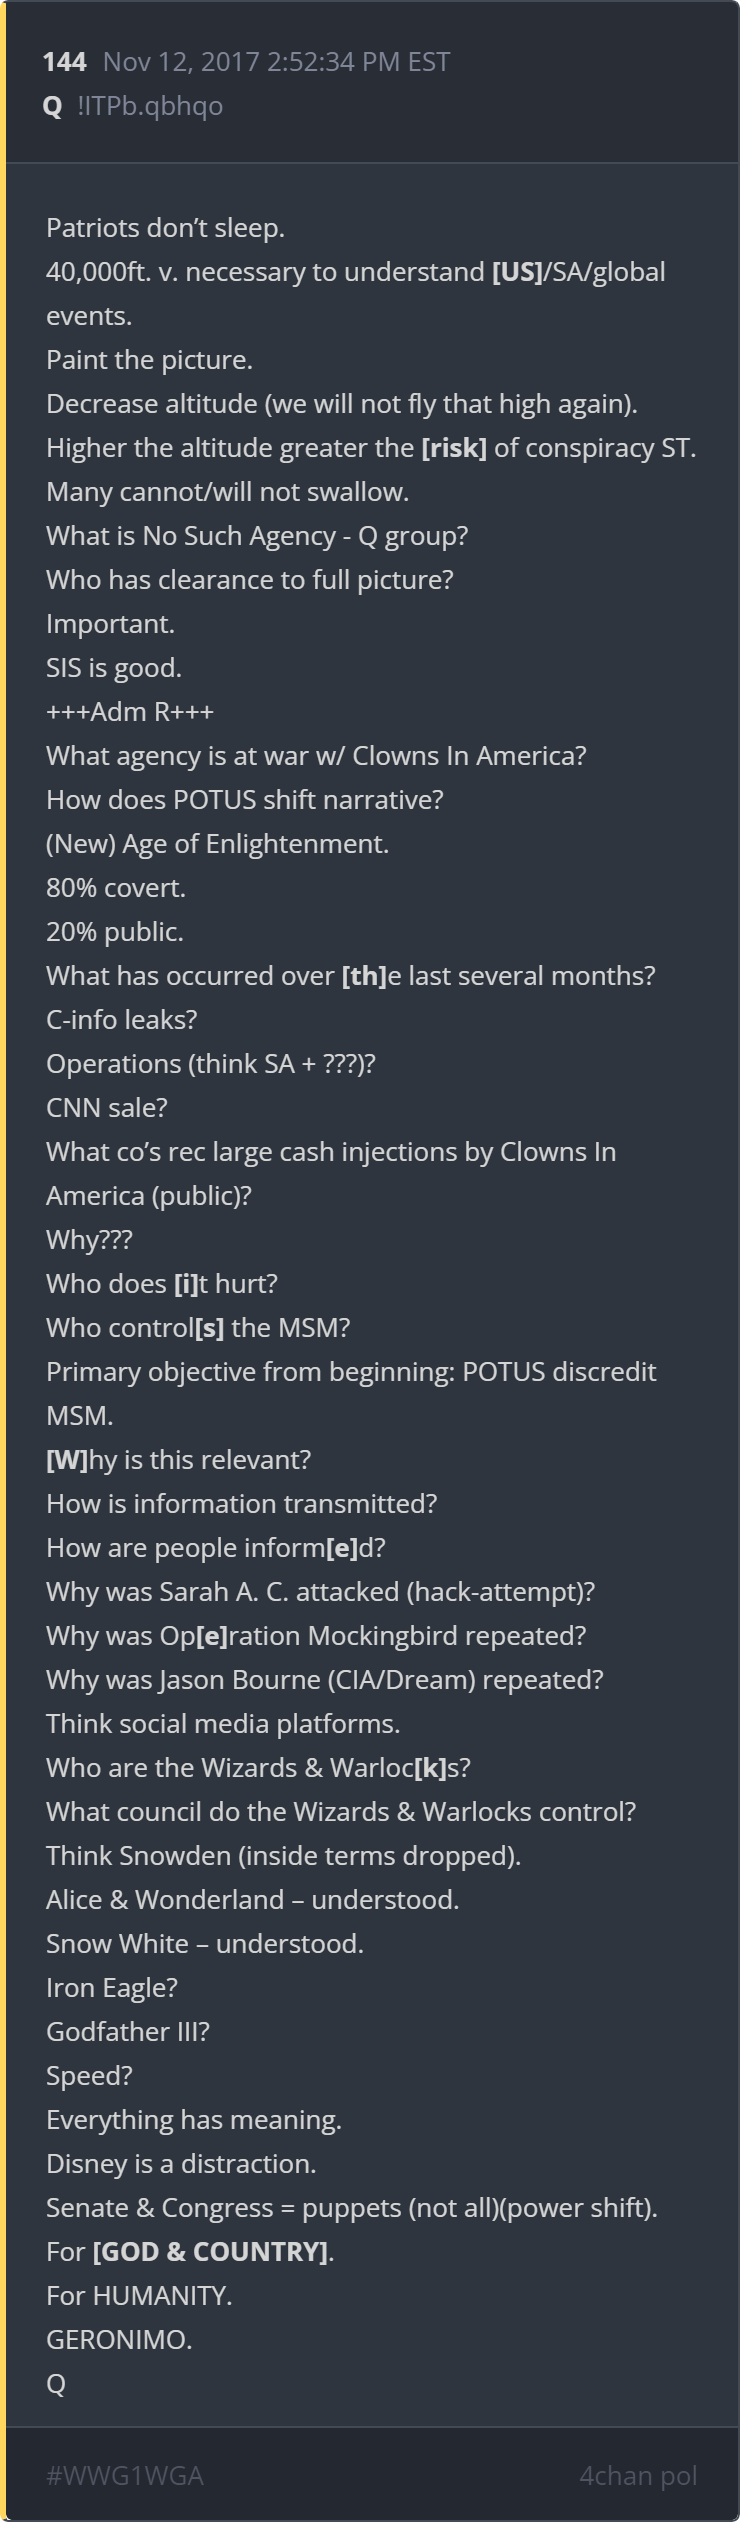 144 Nov 12, 2017 2:52:34 PM EST
Q !ITPb.qbhqo
Patriots don’t sleep.
40,000ft. v. necessary to understand [US]/SA/global
events.
Paint the picture.
Decrease altitude (we will not fly that high again).
Higher the altitude greater the [risk] of conspiracy ST.
Many cannot/will not swallow.
What is No Such Agency - Q group?
Who has clearance to full picture?
Important.
SIS is good.
+++Adm R+++
What agency is at war w/ Clowns In America?
How does POTUS shift narrative?
(New) Age of Enlightenment.
80% covert.
20% public.
What has occurred over [th]e last several months?
C-info leaks?
Operations (think SA + ???)?
CNN sale?
What co’s rec large cash injections by Clowns In
America (public)?
Why???
Who does [i]t hurt?
Who control[s] the MSM?
Primary objective from beginning: POTUS discredit
MSM.
[W]hy is this relevant?
How is information transmitted?
How are people inform[e]d?
Why was Sarah A. C. attacked (hack-attempt)?
Why was Op[e]ration Mockingbird repeated?
Why was Jason Bourne (CIA/Dream) repeated?
Think social media platforms.
Who are the Wizards & Warloc[k]s?
What council do the Wizards & Warlocks control?
Think Snowden (inside terms dropped).
Alice & Wonderland – understood.
Snow White – understood.
Iron Eagle?
Godfather III?
Speed?
Everything has meaning.
Disney is a distraction.
Senate & Congress = puppets (not all)(power shift).
For [GOD & COUNTRY].
For HUMANITY.
GERONIMO.
Q
#WWG1WGA 4chan pol